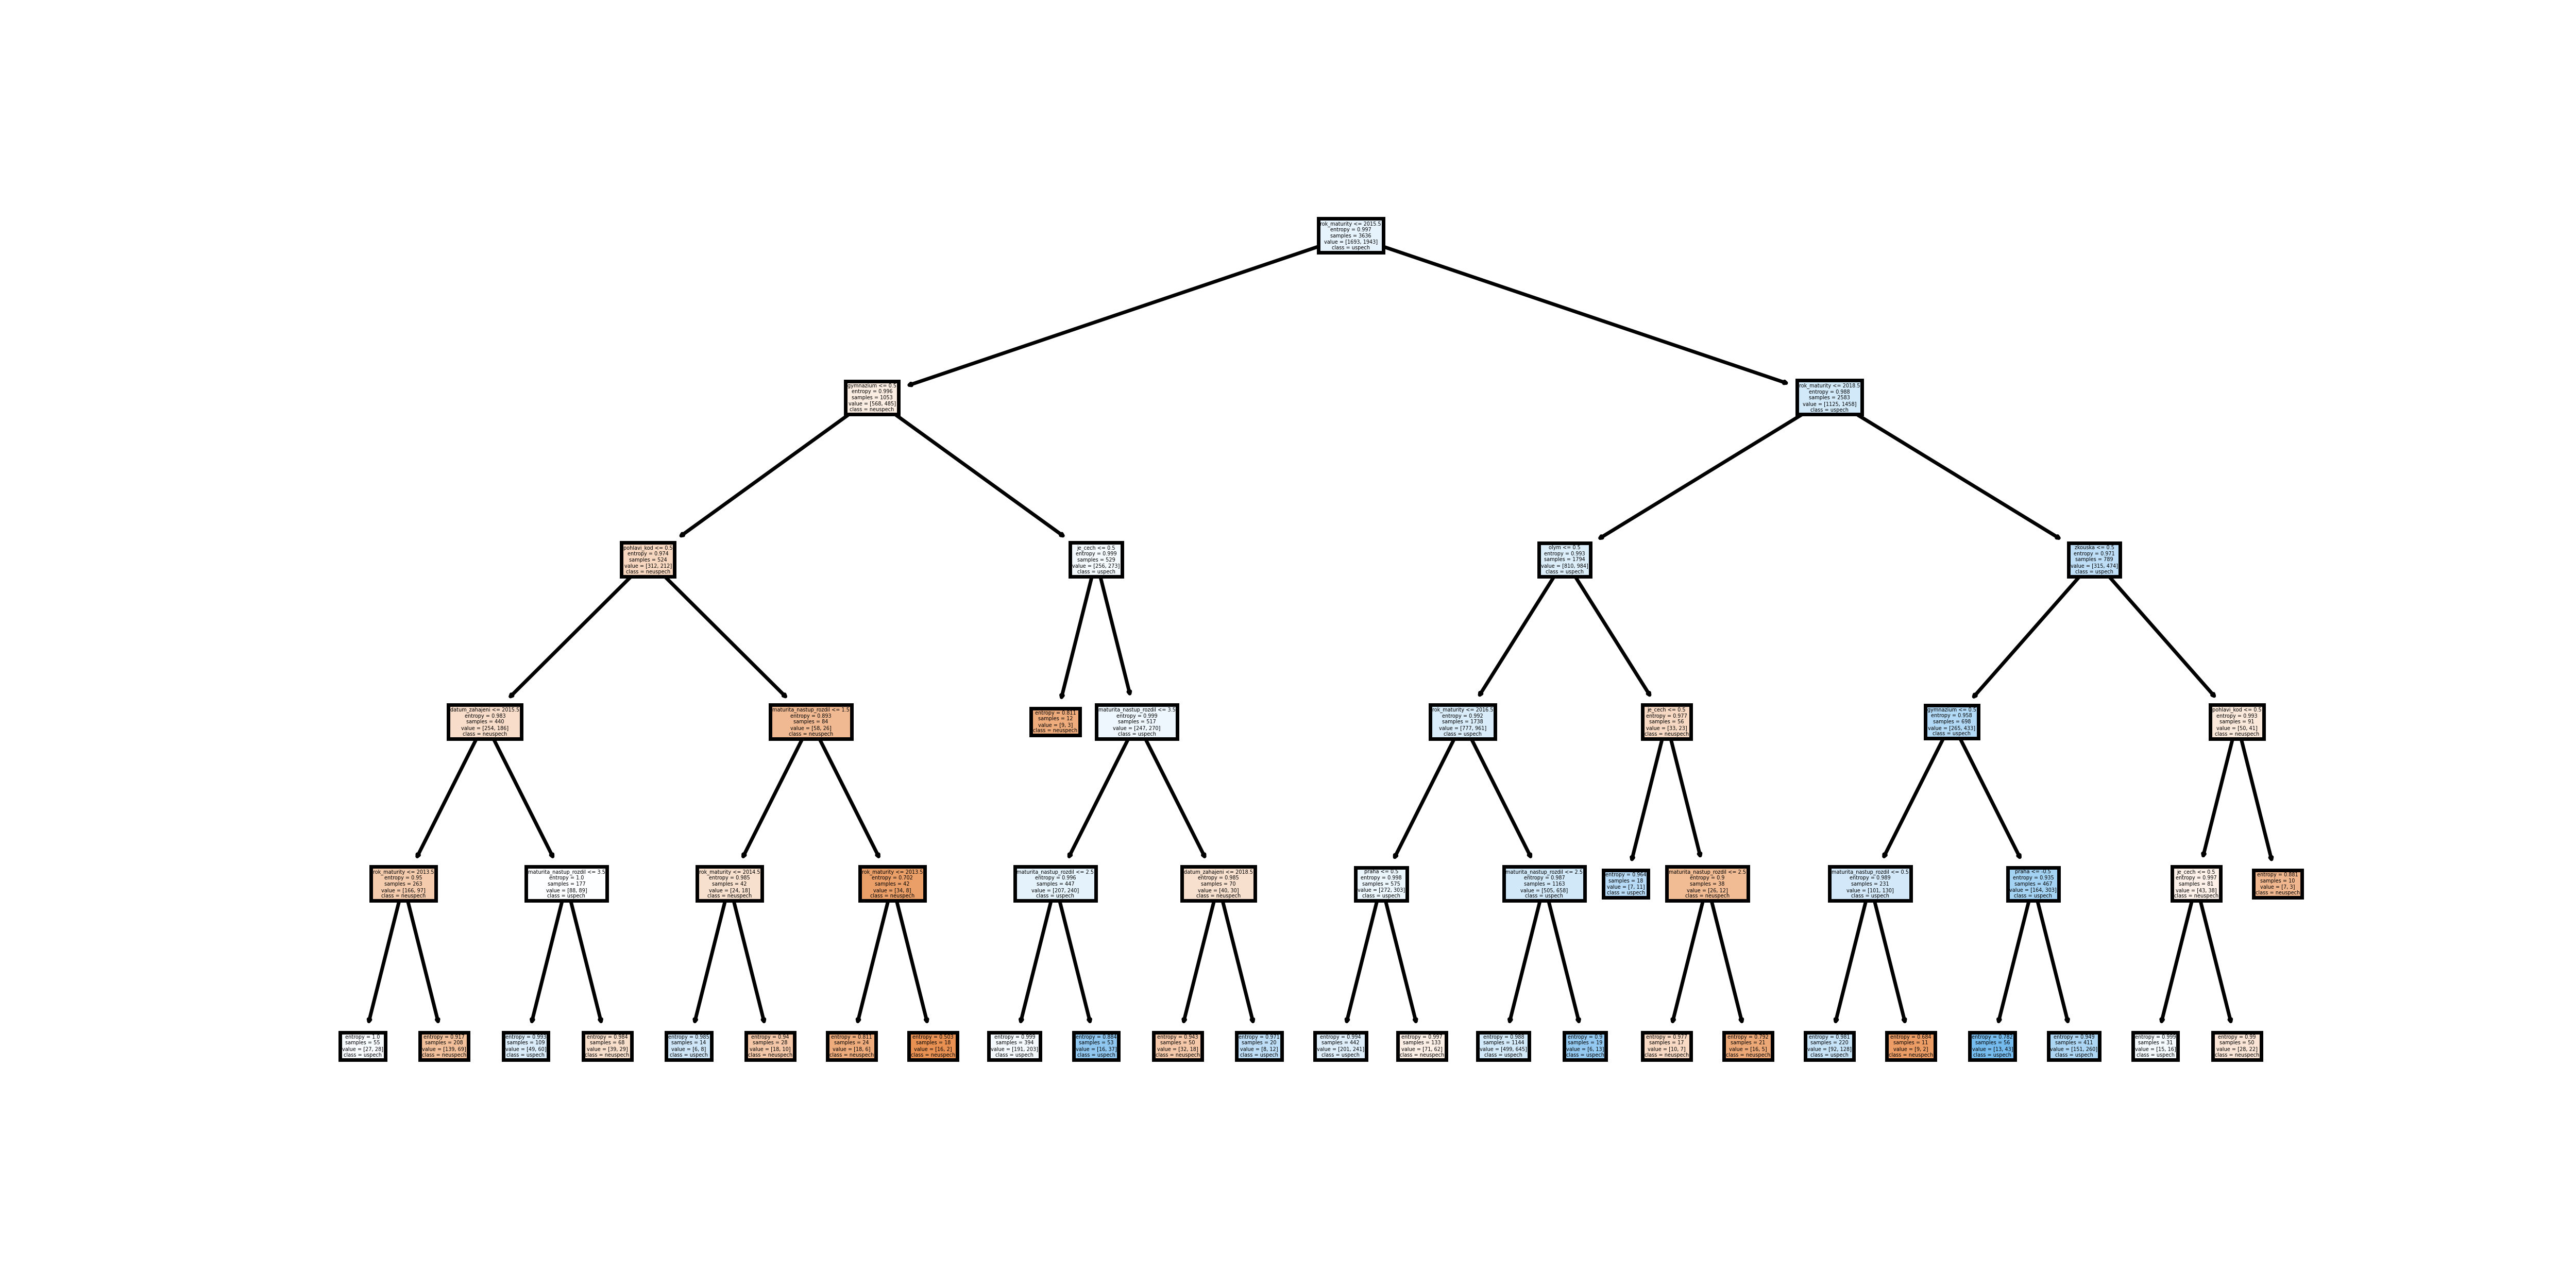 rok_maturity <= 2015.5
entropy = 0.997
samples = 3636
value = [1693, 1943]
class = uspech
gymnazium <= 0.5
entropy = 0.996
samples = 1053
value = [568, 485]
class = neuspech
rok_maturity <= 2018.5
entropy = 0.988
samples = 2583
value = [1125, 1458]
class = uspech
pohlavi_kod <= 0.5
entropy = 0.974
samples = 524
value = [312, 212]
class = neuspech
je_cech <= 0.5
entropy = 0.999
samples = 529
value = [256, 273]
class = uspech
olym <= 0.5
entropy = 0.993
samples = 1794
value = [810, 984]
class = uspech
zkouska <= 0.5
entropy = 0.971
samples = 789
value = [315, 474]
class = uspech
datum_zahajeni <= 2015.5
entropy = 0.983
samples = 440
value = [254, 186]
class = neuspech
maturita_nastup_rozdil <= 1.5
entropy = 0.893
samples = 84
value = [58, 26]
class = neuspech
entropy = 0.811
samples = 12
value = [9, 3]
class = neuspech
maturita_nastup_rozdil <= 3.5
entropy = 0.999
samples = 517
value = [247, 270]
class = uspech
rok_maturity <= 2016.5
entropy = 0.992
samples = 1738
value = [777, 961]
class = uspech
je_cech <= 0.5
entropy = 0.977
samples = 56
value = [33, 23]
class = neuspech
gymnazium <= 0.5
entropy = 0.958
samples = 698
value = [265, 433]
class = uspech
pohlavi_kod <= 0.5
entropy = 0.993
samples = 91
value = [50, 41]
class = neuspech
rok_maturity <= 2013.5
entropy = 0.95
samples = 263
value = [166, 97]
class = neuspech
maturita_nastup_rozdil <= 3.5
entropy = 1.0
samples = 177
value = [88, 89]
class = uspech
rok_maturity <= 2014.5
entropy = 0.985
samples = 42
value = [24, 18]
class = neuspech
rok_maturity <= 2013.5
entropy = 0.702
samples = 42
value = [34, 8]
class = neuspech
maturita_nastup_rozdil <= 2.5
entropy = 0.996
samples = 447
value = [207, 240]
class = uspech
datum_zahajeni <= 2018.5
entropy = 0.985
samples = 70
value = [40, 30]
class = neuspech
praha <= 0.5
entropy = 0.998
samples = 575
value = [272, 303]
class = uspech
maturita_nastup_rozdil <= 2.5
entropy = 0.987
samples = 1163
value = [505, 658]
class = uspech
entropy = 0.964
samples = 18
value = [7, 11]
class = uspech
maturita_nastup_rozdil <= 2.5
entropy = 0.9
samples = 38
value = [26, 12]
class = neuspech
maturita_nastup_rozdil <= 0.5
entropy = 0.989
samples = 231
value = [101, 130]
class = uspech
praha <= 0.5
entropy = 0.935
samples = 467
value = [164, 303]
class = uspech
je_cech <= 0.5
entropy = 0.997
samples = 81
value = [43, 38]
class = neuspech
entropy = 0.881
samples = 10
value = [7, 3]
class = neuspech
entropy = 1.0
samples = 55
value = [27, 28]
class = uspech
entropy = 0.917
samples = 208
value = [139, 69]
class = neuspech
entropy = 0.993
samples = 109
value = [49, 60]
class = uspech
entropy = 0.984
samples = 68
value = [39, 29]
class = neuspech
entropy = 0.985
samples = 14
value = [6, 8]
class = uspech
entropy = 0.94
samples = 28
value = [18, 10]
class = neuspech
entropy = 0.811
samples = 24
value = [18, 6]
class = neuspech
entropy = 0.503
samples = 18
value = [16, 2]
class = neuspech
entropy = 0.999
samples = 394
value = [191, 203]
class = uspech
entropy = 0.884
samples = 53
value = [16, 37]
class = uspech
entropy = 0.943
samples = 50
value = [32, 18]
class = neuspech
entropy = 0.971
samples = 20
value = [8, 12]
class = uspech
entropy = 0.994
samples = 442
value = [201, 241]
class = uspech
entropy = 0.997
samples = 133
value = [71, 62]
class = neuspech
entropy = 0.988
samples = 1144
value = [499, 645]
class = uspech
entropy = 0.9
samples = 19
value = [6, 13]
class = uspech
entropy = 0.977
samples = 17
value = [10, 7]
class = neuspech
entropy = 0.792
samples = 21
value = [16, 5]
class = neuspech
entropy = 0.981
samples = 220
value = [92, 128]
class = uspech
entropy = 0.684
samples = 11
value = [9, 2]
class = neuspech
entropy = 0.782
samples = 56
value = [13, 43]
class = uspech
entropy = 0.949
samples = 411
value = [151, 260]
class = uspech
entropy = 0.999
samples = 31
value = [15, 16]
class = uspech
entropy = 0.99
samples = 50
value = [28, 22]
class = neuspech